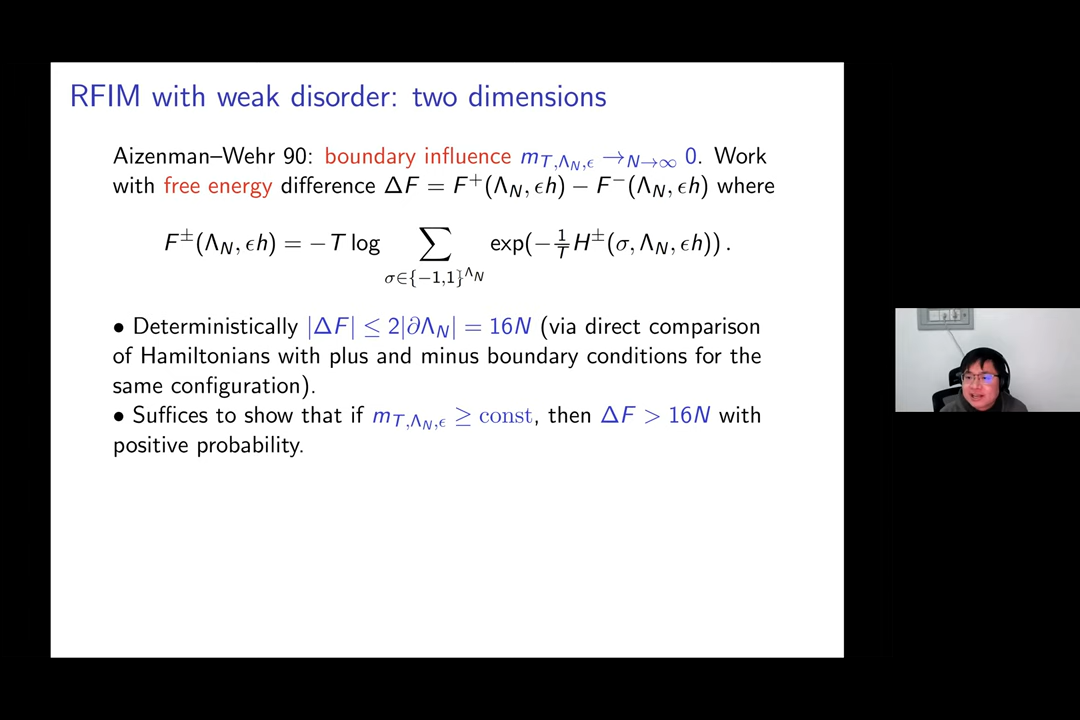 RFIM with weak disorder: two dimensions
Aizenman–Wehr 90: boundary influence m_{T,Λ_N,ϵ} →_{N→∞} 0. Work
with free energy difference ΔF = F⁺(Λ_N, ϵh) − F⁻(Λ_N, ϵh) where
F^±(Λ_N, ϵh) = −T log ∑_{σ∈{−1,1}^{Λ_N}} exp(−1/T H^±(σ, Λ_N, ϵh)).
• Deterministically |ΔF| ≤ 2|∂Λ_N| = 16N (via direct comparison
of Hamiltonians with plus and minus boundary conditions for the
same configuration).
• Suffices to show that if m_{T,Λ_N,ϵ} ≥ const, then ΔF > 16N with
positive probability.